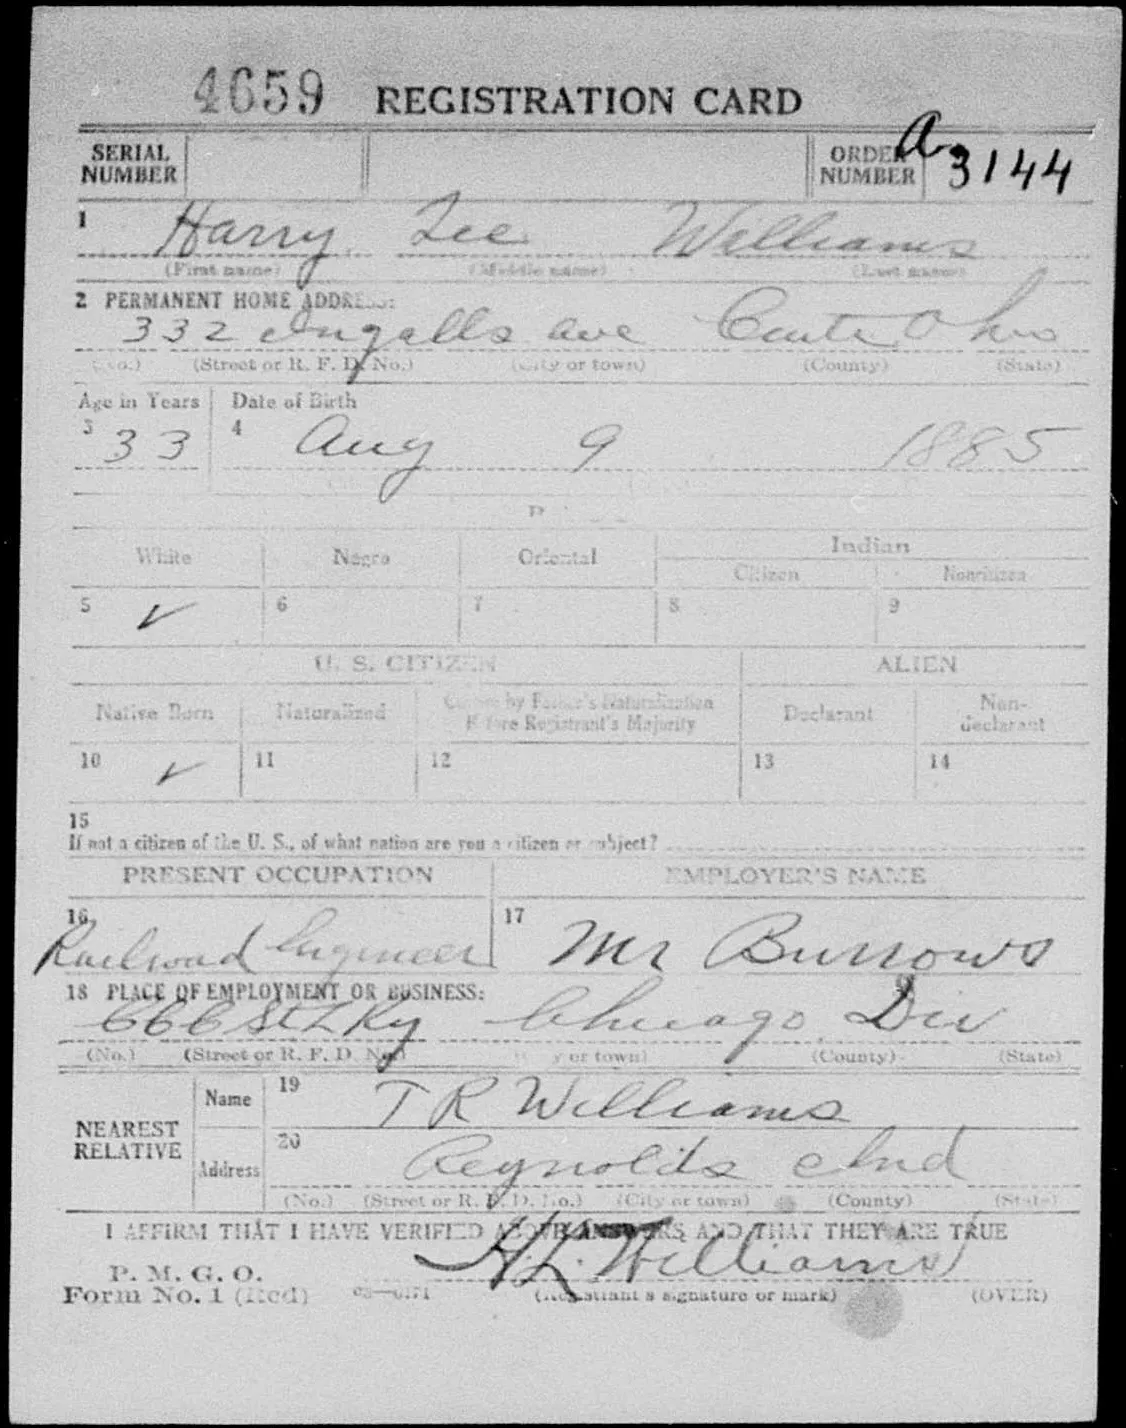 4659 REGISTRATION CARD
SERIAL NUMBER ORDER NUMBER A 3144
1 Harry Lee Williams
(First name) (Middle name) (Last name)
2 PERMANENT HOME ADDRESS:
332 Ingalls ave Ohio
(No.) (Street or R. F. D. No.) (City or town) (County) (State)
Age in Years Date of Birth
3 33 4 Aug 9 1885
White Negro Oriental Indian
Citizen Noncitizen
5 ✓ 6 7 8 9
U. S. CITIZEN ALIEN
Native Born Naturalized Citizen by Father's Naturalization Before Registrant's Majority Declarant Non-declarant
10 ✓ 11 12 13 14
15
If not a citizen of the U. S., of what nation are you a citizen or subject?
PRESENT OCCUPATION EMPLOYER'S NAME
16 Railroad Engineer 17 Mr Burrows
18 PLACE OF EMPLOYMENT OR BUSINESS:
CCC & St L Ry Chicago Div
(No.) (Street or R. F. D. No.) (City or town) (County) (State)
NEAREST RELATIVE
Name 19 T R Williams
Address 20 Reynolds Ind
(No.) (Street or R. F. D. No.) (City or town) (County) (State)
I AFFIRM THAT I HAVE VERIFIED ABOVE ANSWERS AND THAT THEY ARE TRUE
P. M. G. O.
H. L. Williams
Form No. 1 (Red) 03—6171 (Registrant's signature or mark) (OVER)